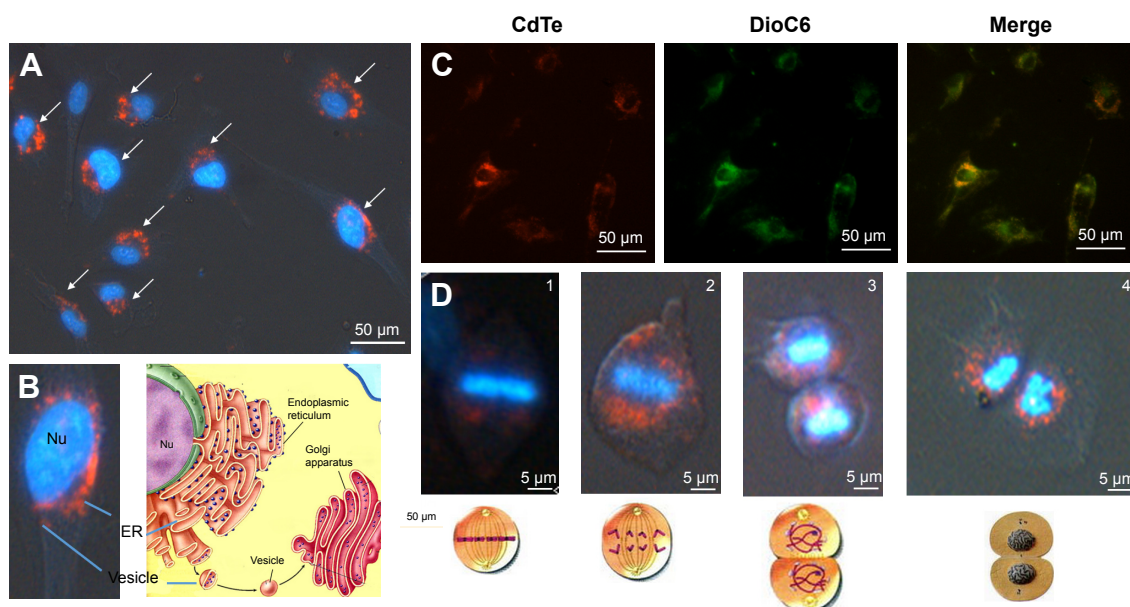 CdTe DioC6 Merge
A
C
50 µm
50 µm
50 µm
50 µm
B
Nu
ER
Vesicle
Nu
Endoplasmic
reticulum
Golgi
apparatus
Vesicle
D
1
2
3
4
5 µm
5 µm
5 µm
5 µm
50 µm